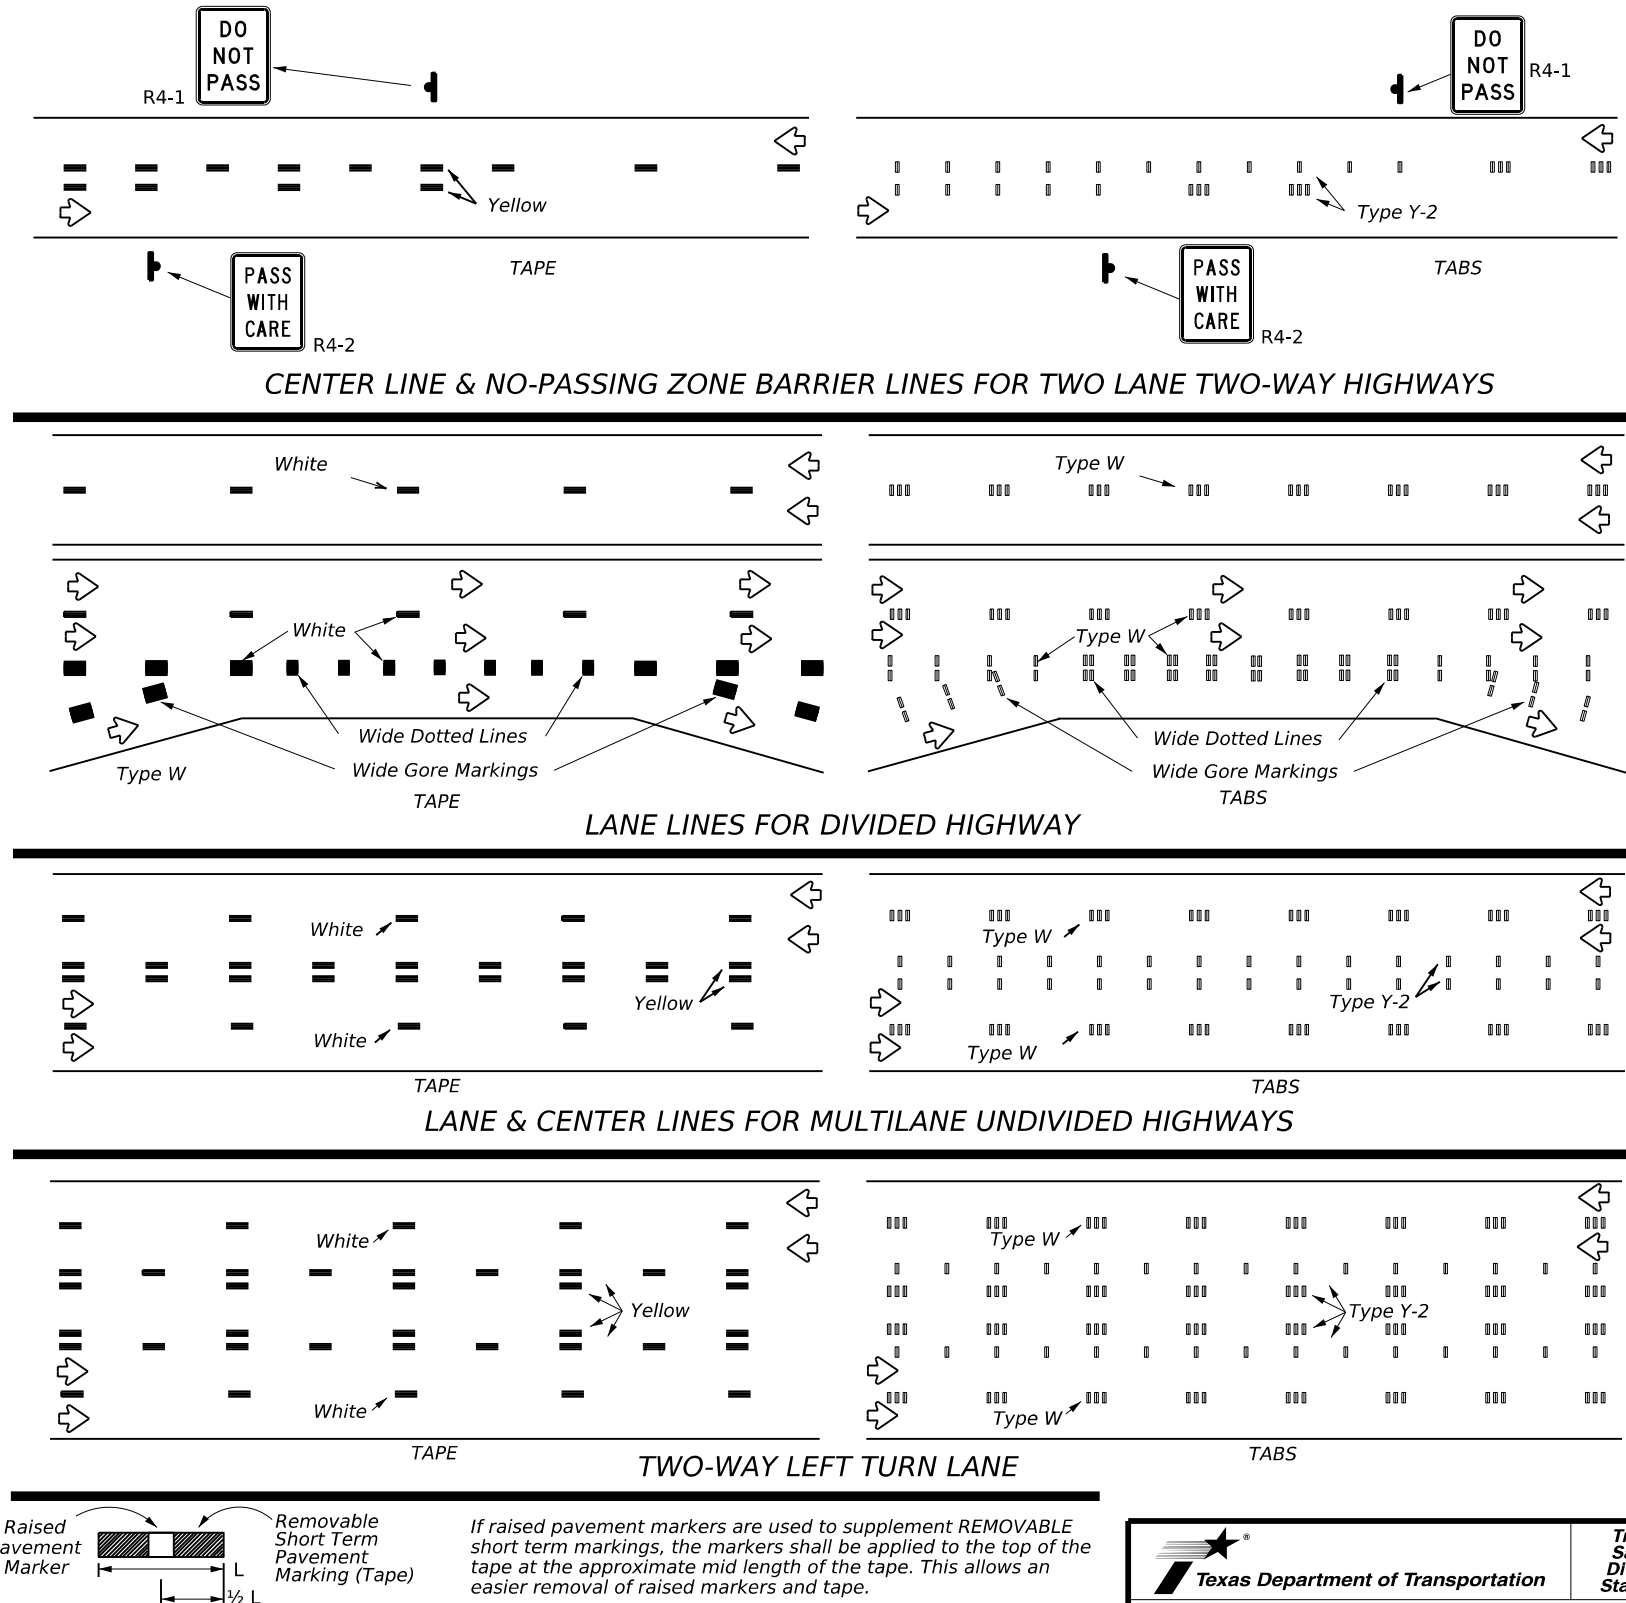 DO
NOT
PASS
R4-1
DO
NOT
PASS
R4-1
Yellow
Type Y-2
PASS
WITH
CARE
R4-2
TAPE
PASS
WITH
CARE
R4-2
TABS
CENTER LINE & NO-PASSING ZONE BARRIER LINES FOR TWO LANE TWO-WAY HIGHWAYS
White
Type W
White
Type W
Wide Dotted Lines
Wide Gore Markings
Type W
TAPE
Wide Dotted Lines
Wide Gore Markings
TABS
LANE LINES FOR DIVIDED HIGHWAY
White
Yellow
White
TAPE
Type W
Type Y-2
Type W
TABS
LANE & CENTER LINES FOR MULTILANE UNDIVIDED HIGHWAYS
White
Yellow
White
TAPE
Type W
Type Y-2
Type W
TABS
TWO-WAY LEFT TURN LANE
Raised
avement
Marker
L
½ L
Removable
Short Term
Pavement
Marking (Tape)
If raised pavement markers are used to supplement REMOVABLE
short term markings, the markers shall be applied to the top of the
tape at the approximate mid length of the tape. This allows an
easier removal of raised markers and tape.
®
Texas Department of Transportation